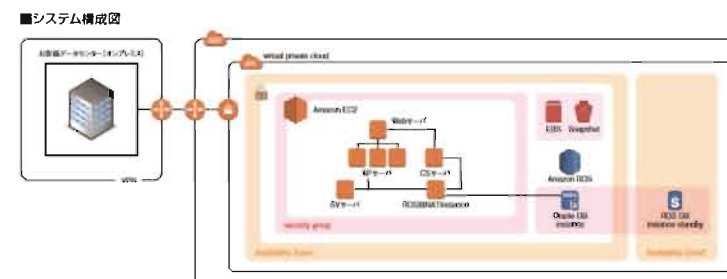 ■システム構成図
お客様データセンター(オンプレミス)
virtual private cloud
Amazon EC2
Webサーバ
EBS
Snapshot
APサーバ
CSサーバ
Amazon RDS
SVサーバ
Oracle DB
instance
RDS DB
instance standby
security group
Availability Zone
Availability Zone